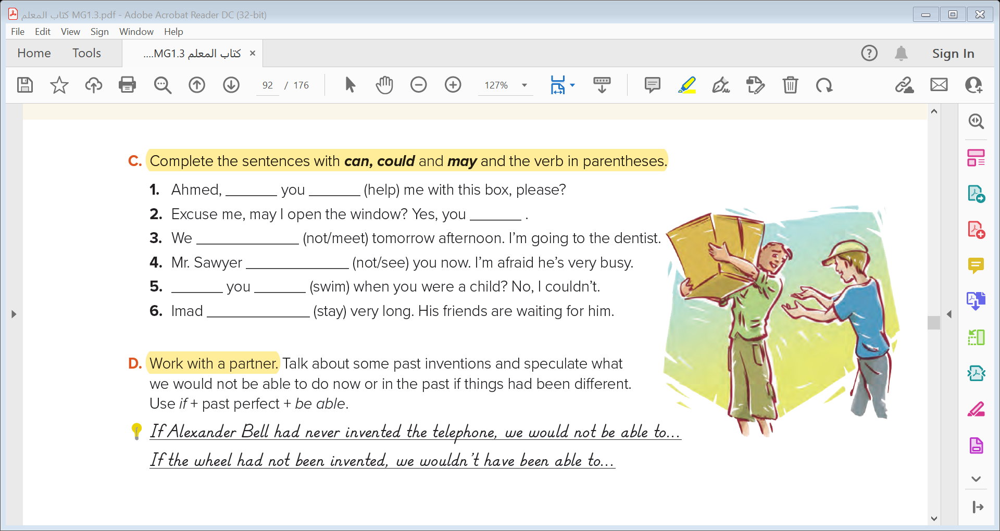 كتاب المعلم MG1.3.pdf - Adobe Acrobat Reader DC (32-bit)
File Edit View Sign Window Help
Home Tools كتاب المعلم MG1.3.... × Sign In
92 / 176 127%
C. Complete the sentences with can, could and may and the verb in parentheses.
1. Ahmed, _______ you _______ (help) me with this box, please?
2. Excuse me, may I open the window? Yes, you _______ .
3. We ______________ (not/meet) tomorrow afternoon. I'm going to the dentist.
4. Mr. Sawyer ______________ (not/see) you now. I'm afraid he's very busy.
5. _______ you _______ (swim) when you were a child? No, I couldn't.
6. Imad ______________ (stay) very long. His friends are waiting for him.
D. Work with a partner. Talk about some past inventions and speculate what
we would not be able to do now or in the past if things had been different.
Use if + past perfect + be able.
If Alexander Bell had never invented the telephone, we would not be able to...
If the wheel had not been invented, we wouldn't have been able to...